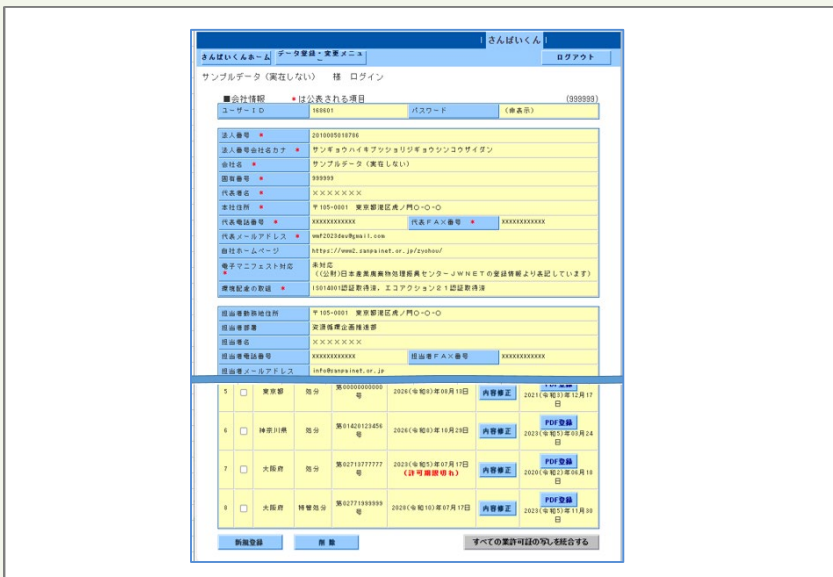 | さんぱいくん |
さんぱいくんホーム データ登録・変更メニュー ログアウト
サンプルデータ（実在しない） 様 ログイン
■会社情報 *は公表される項目 (999999)
ユーザーＩＤ 168601 パスワード （非表示）
法人番号 * 2010005018786
法人番号会社名カナ * サンギョウハイキブツショリジギョウシンコウザイダン
会社名 * サンプルデータ（実在しない）
固有番号 * 999999
代表者名 * ×××××××
本社住所 * 〒105-0001 東京都港区虎ノ門○-○-○
代表電話番号 * XXXXXXXXXXXX 代表ＦＡＸ番号 * XXXXXXXXXXXX
代表メールアドレス * wmf2023dev@gmail.com
自社ホームページ https://www2.sanpainet.or.jp/zyohou/
電子マニフェスト対応 * 未対応
（(公財)日本産業廃棄物処理振興センターＪＷＮＥＴの登録情報より表記しています）
環境配慮の取組 * ISO14001認証取得済、エコアクション２１認証取得済
担当者勤務地住所 〒105-0001 東京都港区虎ノ門○-○-○
担当者部署 資源循環企画推進部
担当者名 ×××××××
担当者電話番号 XXXXXXXXXXXX 担当者ＦＡＸ番号 XXXXXXXXXXXX
担当者メールアドレス info@sanpainet.or.jp
5 東京都 処分 第00000000000号 2026(令和8)年08月10日 内容修正 2021(令和3)年12月17日
6 神奈川県 処分 第01420123456号 2026(令和8)年10月29日 内容修正 PDF登録 2023(令和5)年03月24日
7 大阪府 処分 第02713777777号 2023(令和5)年07月17日 (許可期限切れ) 内容修正 PDF登録 2020(令和2)年06月18日
8 大阪府 特管処分 第02771999999号 2028(令和10)年07月17日 内容修正 PDF登録 2023(令和5)年11月30日
新規登録 削除 すべての業許可証の写しを統合する